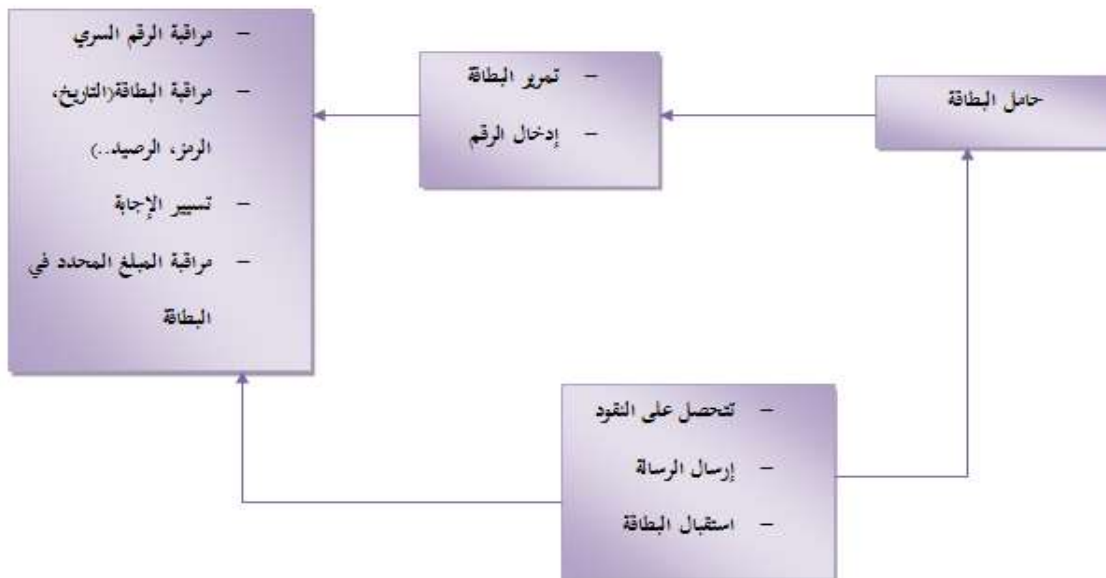 حامل البطاقة
– تمرير البطاقة
– إدخال الرقم
– مراقبة الرقم السري
– مراقبة البطاقة(التاريخ،
الرمز، الرصيد..)
– تسيير الإجابة
– مراقبة المبلغ المحدد في
البطاقة
– تتحصل على النقود
– إرسال الرسالة
– استقبال البطاقة